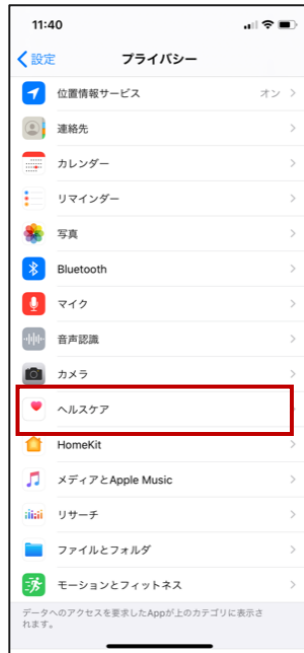 11:40
設定
プライバシー
位置情報サービス オン
連絡先
カレンダー
リマインダー
写真
Bluetooth
マイク
音声認識
カメラ
ヘルスケア
HomeKit
メディアとApple Music
リサーチ
ファイルとフォルダ
モーションとフィットネス
データへのアクセスを要求したAppが上のカテゴリに表示さ
れます。